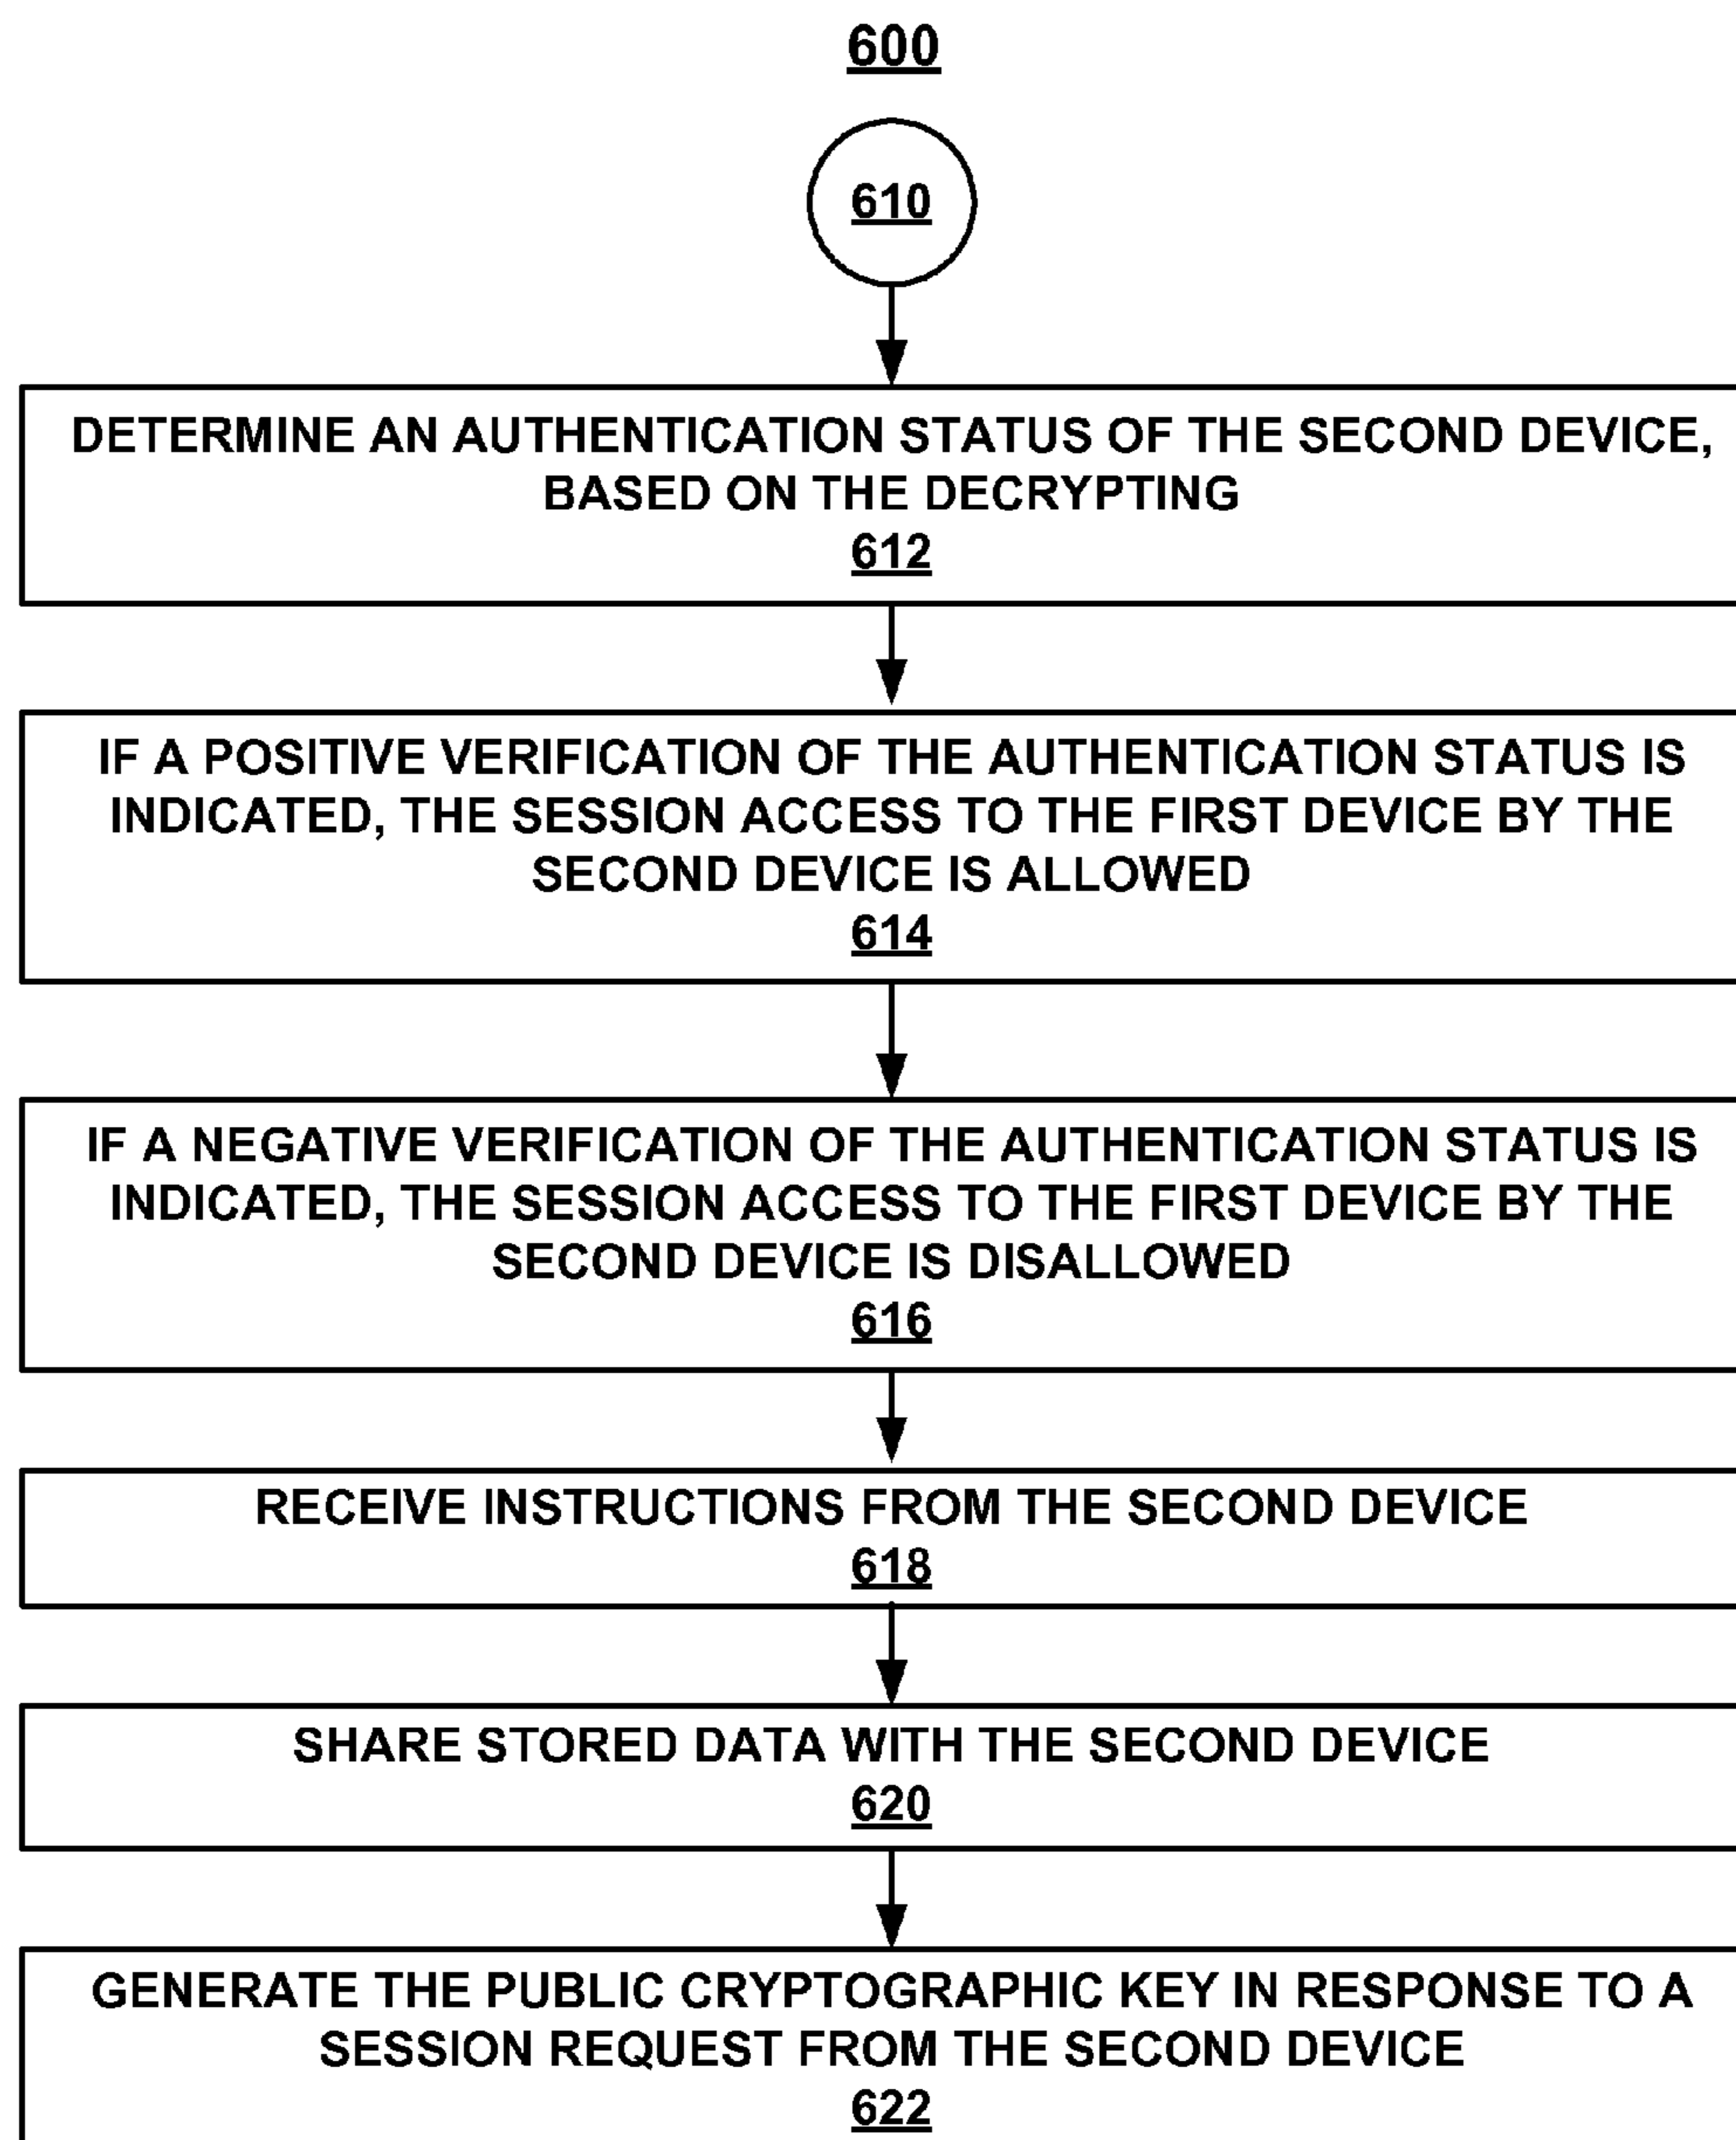 600
610
DETERMINE AN AUTHENTICATION STATUS OF THE SECOND DEVICE,
BASED ON THE DECRYPTING
612
IF A POSITIVE VERIFICATION OF THE AUTHENTICATION STATUS IS
INDICATED, THE SESSION ACCESS TO THE FIRST DEVICE BY THE
SECOND DEVICE IS ALLOWED
614
IF A NEGATIVE VERIFICATION OF THE AUTHENTICATION STATUS IS
INDICATED, THE SESSION ACCESS TO THE FIRST DEVICE BY THE
SECOND DEVICE IS DISALLOWED
616
RECEIVE INSTRUCTIONS FROM THE SECOND DEVICE
618
SHARE STORED DATA WITH THE SECOND DEVICE
620
GENERATE THE PUBLIC CRYPTOGRAPHIC KEY IN RESPONSE TO A
SESSION REQUEST FROM THE SECOND DEVICE
622